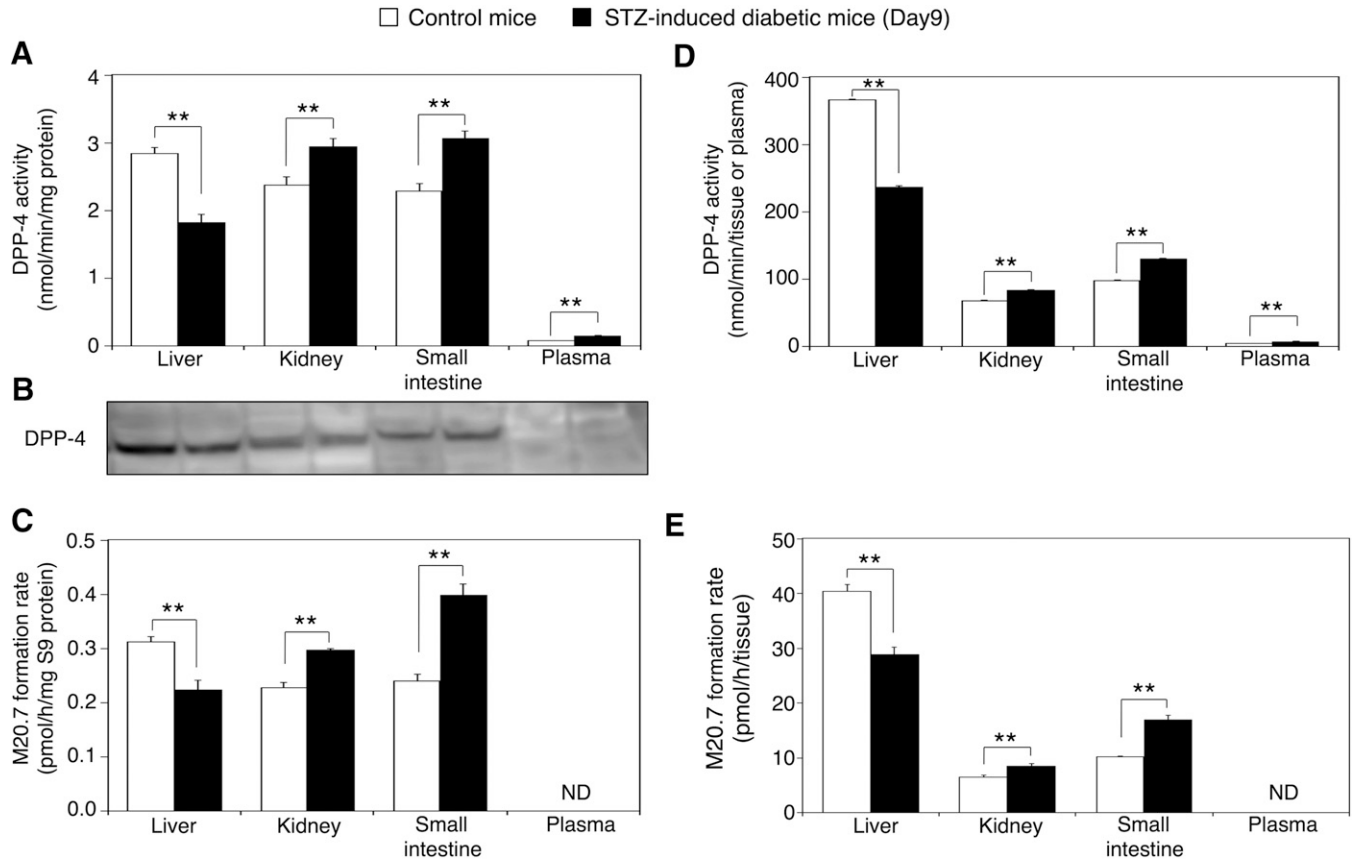 Control mice STZ-induced diabetic mice (Day9)
A
DPP-4 activity
(nmol/min/mg protein)
4
3
2
1
0
**
**
**
**
Liver Kidney Small Plasma
intestine
B
DPP-4
C
M20.7 formation rate
(pmol/h/mg S9 protein)
0.5
0.4
0.3
0.2
0.1
0.0
**
**
**
ND
Liver Kidney Small Plasma
intestine
D
DPP-4 activity
(nmol/min/tissue or plasma)
400
300
200
100
0
**
**
**
**
Liver Kidney Small Plasma
intestine
E
M20.7 formation rate
(pmol/h/tissue)
50
40
30
20
10
0
**
**
**
ND
Liver Kidney Small Plasma
intestine